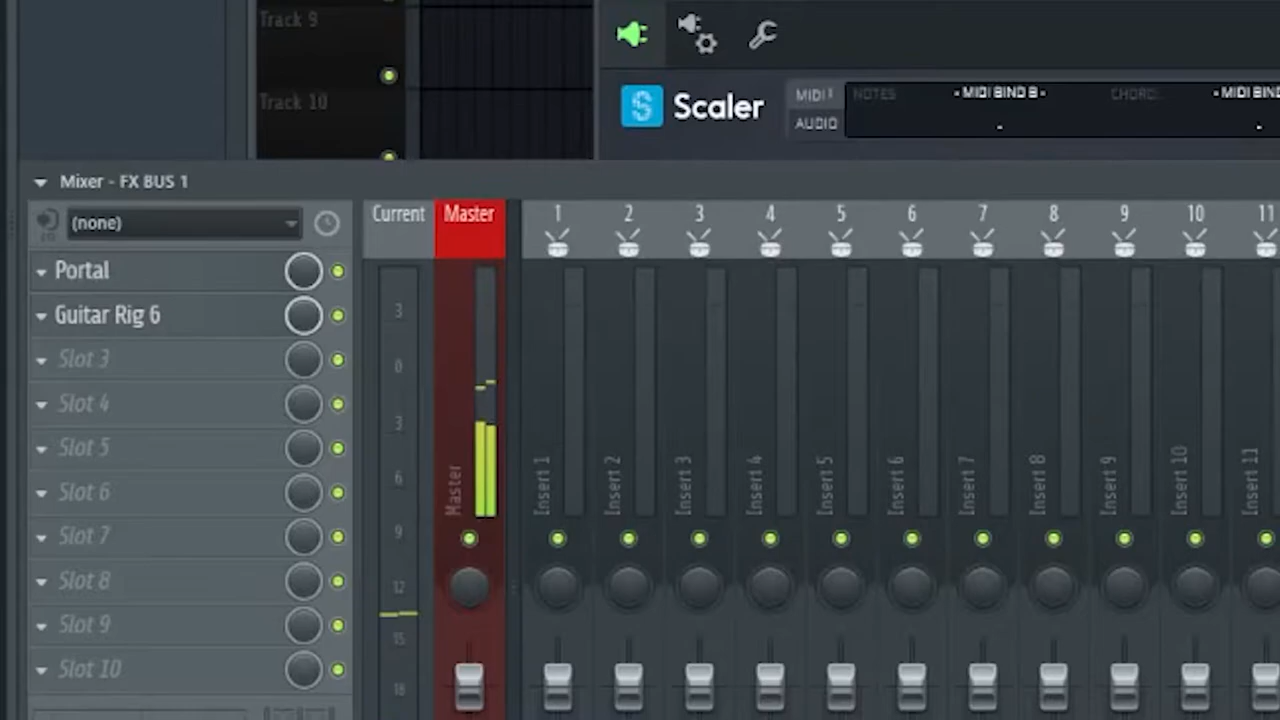 Track 9
Track 10
S Scaler
MIDI
AUDIO
NOTES
- MIDI BIND B -
CHORD
- MIDI BIND
Mixer - FX BUS 1
(none)
Current
Master
1 2 3 4 5 6 7 8 9 10 11
Portal
Guitar Rig 6
Slot 3
Slot 4
Slot 5
Slot 6
Slot 7
Slot 8
Slot 9
Slot 10
3
0
3
6
9
12
15
18
Master
Insert 1
Insert 2
Insert 3
Insert 4
Insert 5
Insert 6
Insert 7
Insert 8
Insert 9
Insert 10
Insert 11